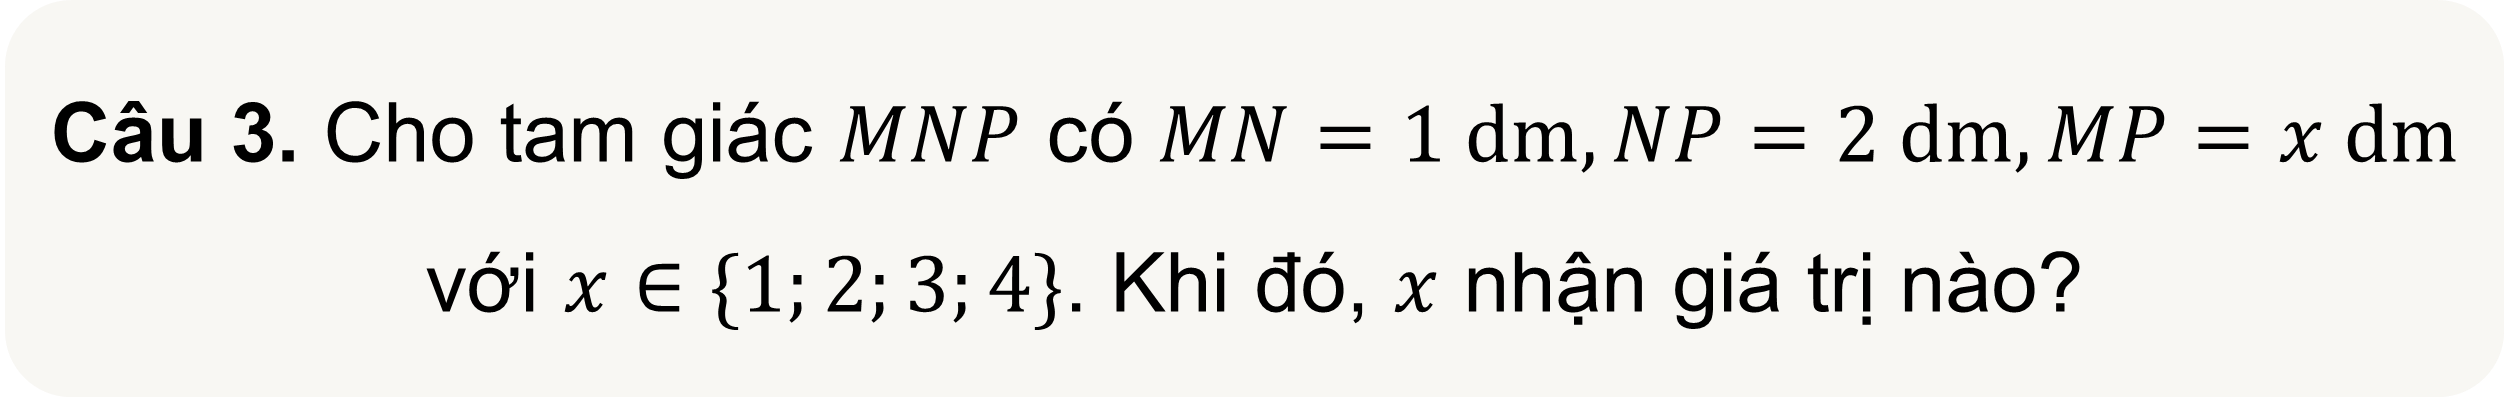 Câu 3. Cho tam giác MNP có MN = 1 dm, NP = 2 dm, MP = x dm
với x ∈ {1; 2; 3; 4}. Khi đó, x nhận giá trị nào?